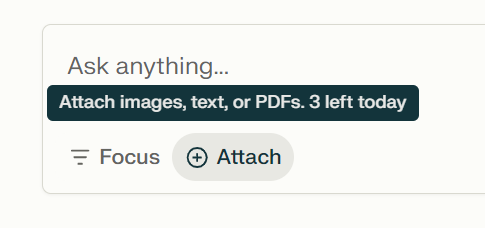 Ask anything...
Attach images, text, or PDFs. 3 left today
Focus Attach